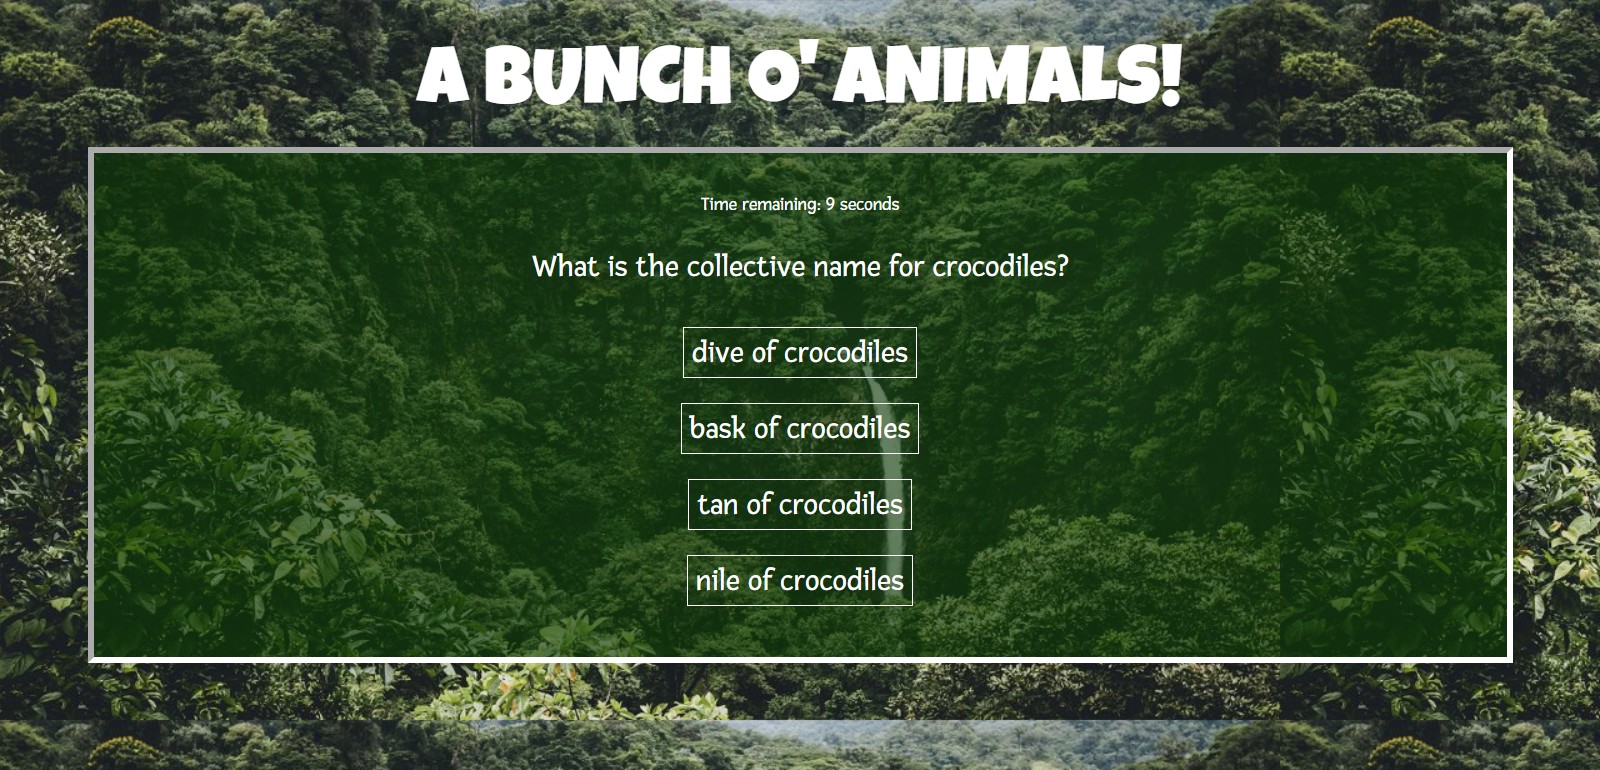 A BUNCH O' ANIMALS!
Time remaining: 9 seconds
What is the collective name for crocodiles?
dive of crocodiles
bask of crocodiles
tan of crocodiles
nile of crocodiles